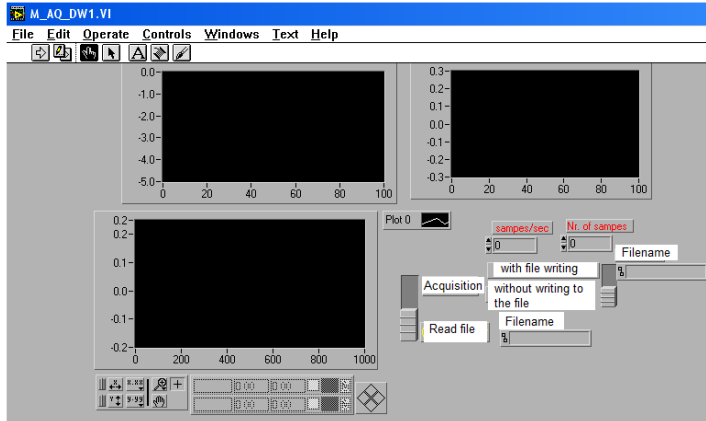 M_AQ_DW1.VI
File Edit Operate Controls Windows Text Help
0.0
-1.0
-2.0
-3.0
-4.0
-5.0
0 20 40 60 80 100
0.3
0.2
0.1
0.0
-0.1
-0.2
-0.3
0 20 40 60 80 100
0.2
0.2
0.1
0.0
-0.1
-0.2
0 200 400 600 800 1000
Plot 0
sampes/sec
0
Nr. of sampes
0
Filename
with file writing
Acquisition
without writing to
the file
Read file
Filename
X.XX
Y.YY